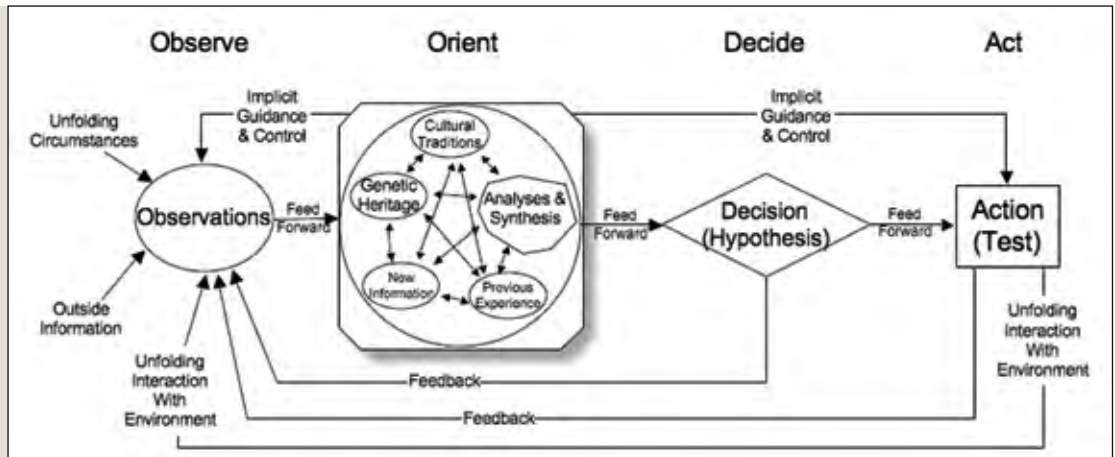 Observe
Orient
Decide
Act
Implicit
Guidance
& Control
Implicit
Guidance
& Control
Unfolding
Circumstances
Cultural
Traditions
Genetic
Heritage
Analyses &
Synthesis
New
Information
Previous
Experience
Observations
Feed
Forward
Feed
Forward
Decision
(Hypothesis)
Feed
Forward
Action
(Test)
Outside
Information
Unfolding
Interaction
With
Environment
Feedback
Feedback
Unfolding
Interaction
With
Environment